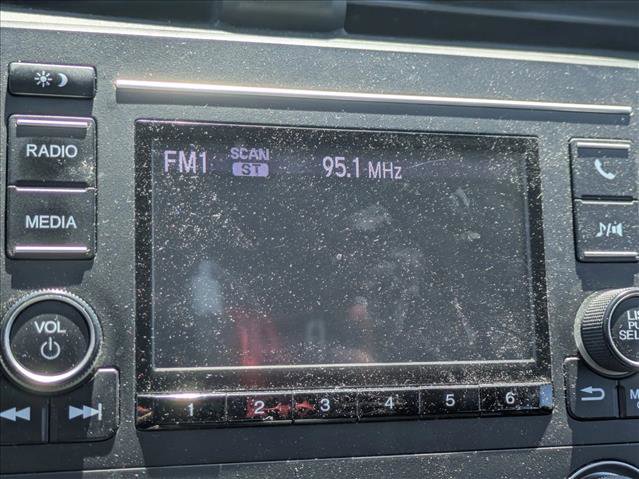 FM1 SCAN 95.1 MHz
ST
RADIO
MEDIA
VOL
1 2 3 4 5 6